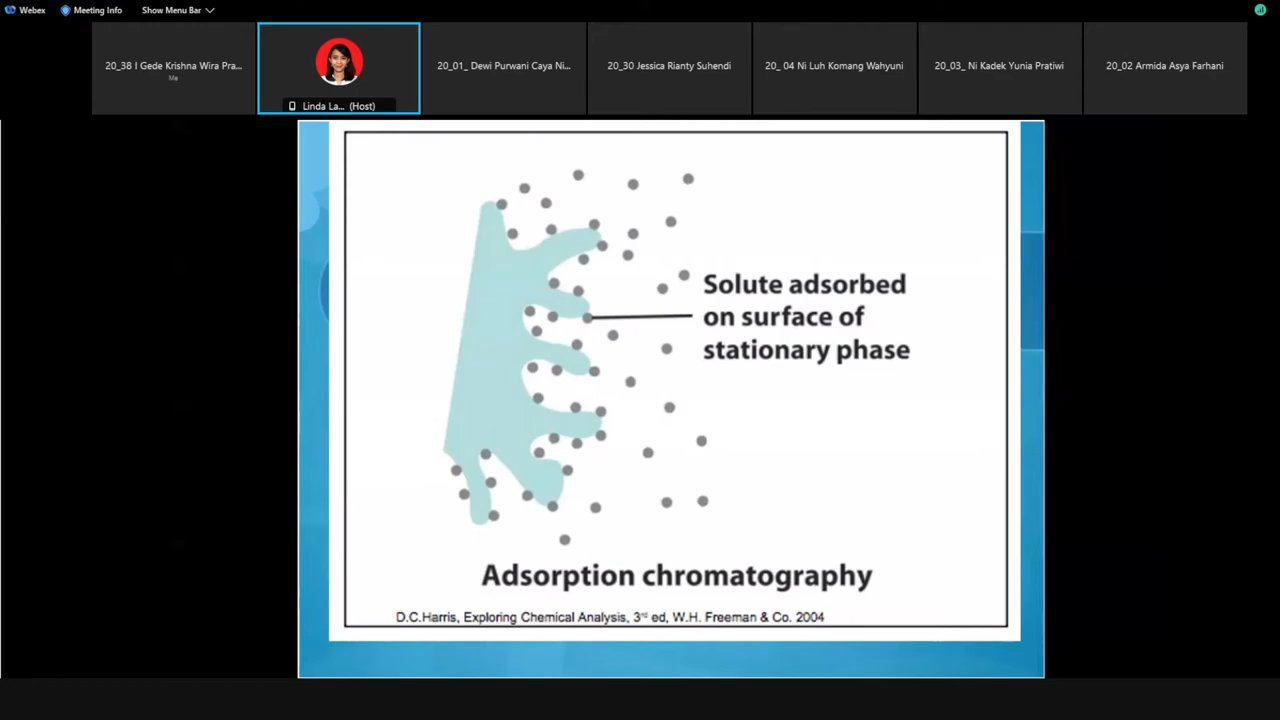 Webex Meeting Info Show Menu Bar
20_38 I Gede Krishna Wira Pra...
Me
Linda La... (Host)
20_01_ Dewi Purwani Caya Ni...
20_30 Jessica Rianty Suhendi
20_ 04 Ni Luh Komang Wahyuni
20_03_ Ni Kadek Yunia Pratiwi
20_02 Armida Asya Farhani
Solute adsorbed
on surface of
stationary phase
Adsorption chromatography
D.C.Harris, Exploring Chemical Analysis, 3rd ed, W.H. Freeman & Co. 2004